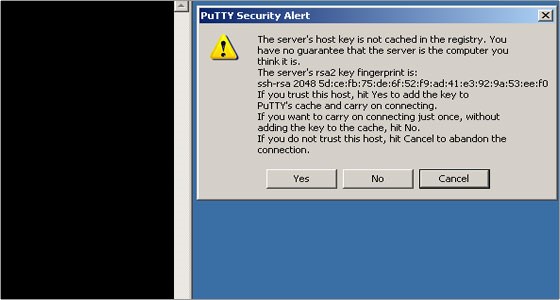 PuTTY Security Alert
The server's host key is not cached in the registry. You
have no guarantee that the server is the computer you
think it is.
The server's rsa2 key fingerprint is:
ssh-rsa 2048 5d:ce:fb:75:de:6f:52:f9:ad:41:e3:92:9a:53:ee:f0
If you trust this host, hit Yes to add the key to
PuTTY's cache and carry on connecting.
If you want to carry on connecting just once, without
adding the key to the cache, hit No.
If you do not trust this host, hit Cancel to abandon the
connection.
Yes No Cancel